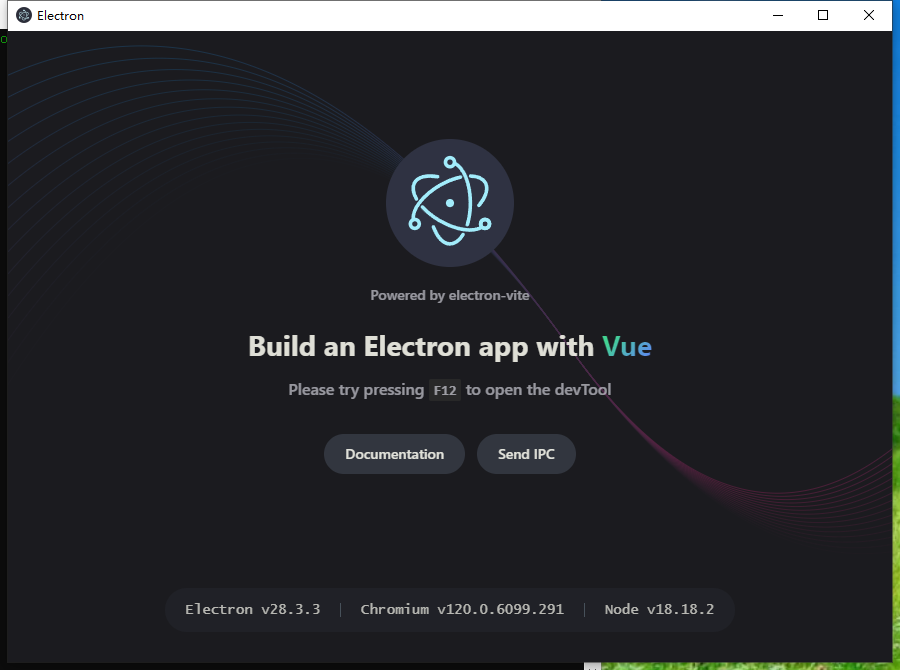 Electron
Powered by electron-vite
Build an Electron app with Vue
Please try pressing F12 to open the devTool
Documentation
Send IPC
Electron v28.3.3
Chromium v120.0.6099.291
Node v18.18.2